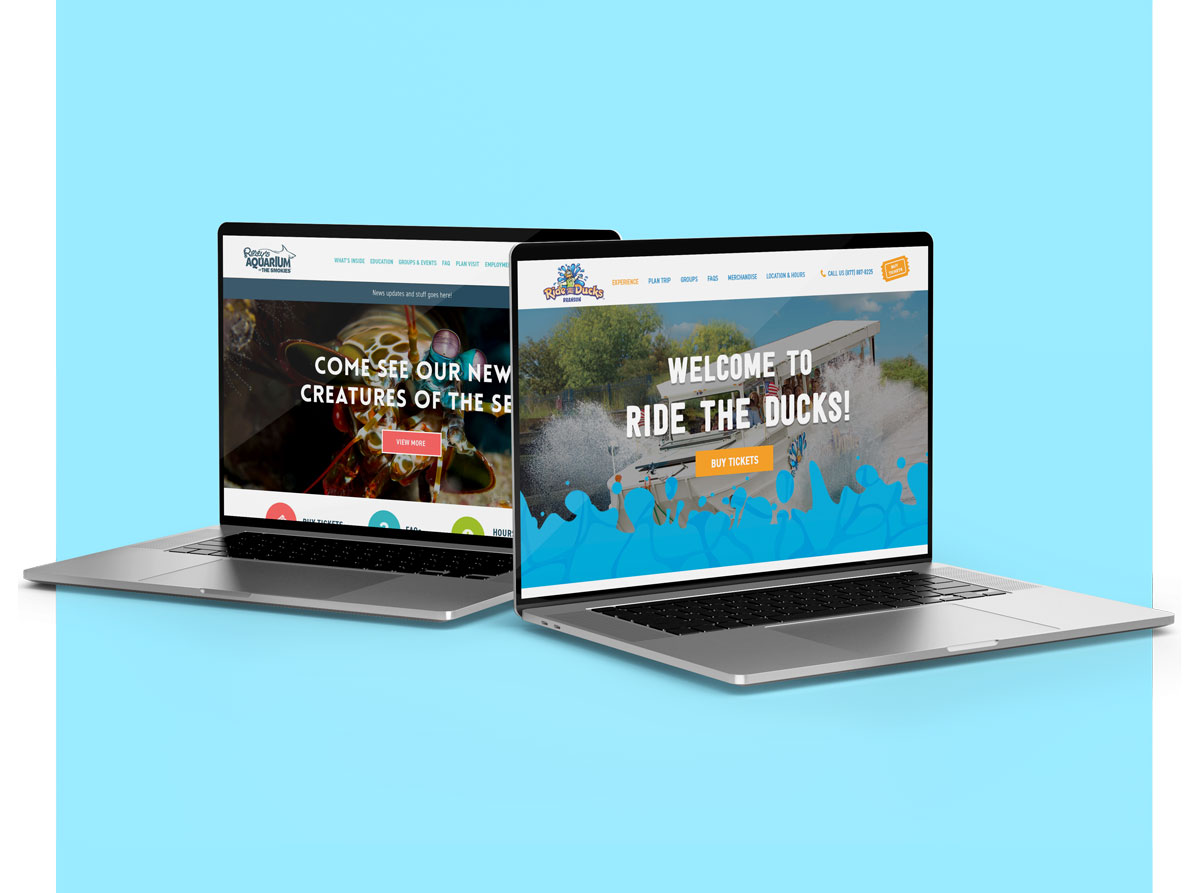 Ripley's
AQUARIUM
OF THE SMOKIES
WHAT'S INSIDE EDUCATION GROUPS & EVENTS FAQ PLAN VISIT EMPLOYME
News updates and stuff goes here!
COME SEE OUR NEW
CREATURES OF THE SE
VIEW MORE
BUY TICKETS FAQs HOURS
Ride THE Ducks
BRANSON
EXPERIENCE PLAN TRIP GROUPS FAQS MERCHANDISE LOCATION & HOURS CALL US (877) 887-8225 BUY TICKETS
WELCOME TO
RIDE THE DUCKS!
BUY TICKETS